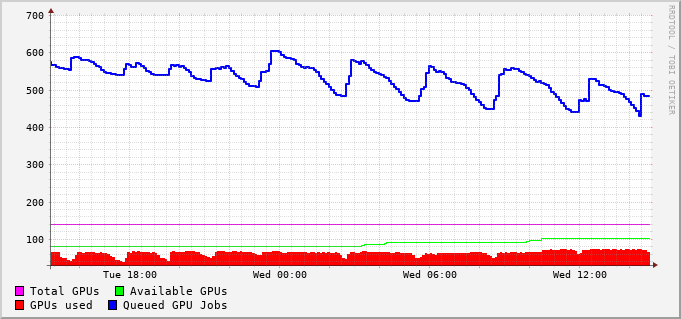 700
600
500
400
300
200
100
Tue 18:00 Wed 00:00 Wed 06:00 Wed 12:00
Total GPUs Available GPUs
GPUs used Queued GPU Jobs
RRDTOOL / TOBI OETIKER